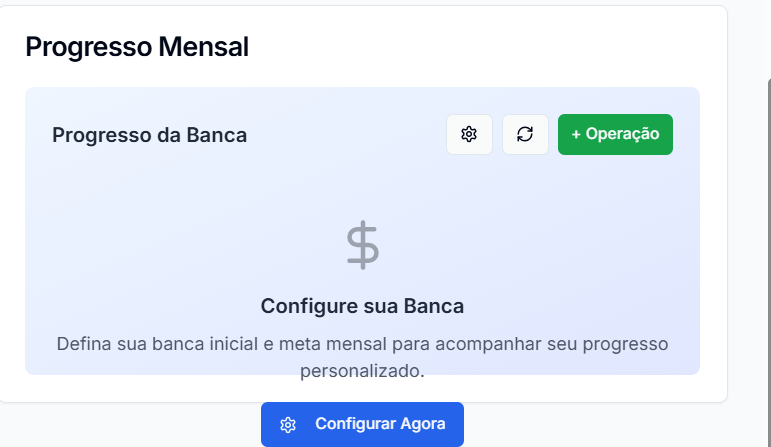 Progresso Mensal
Progresso da Banca
+ Operação
Configure sua Banca
Defina sua banca inicial e meta mensal para acompanhar seu progresso
personalizado.
Configurar Agora